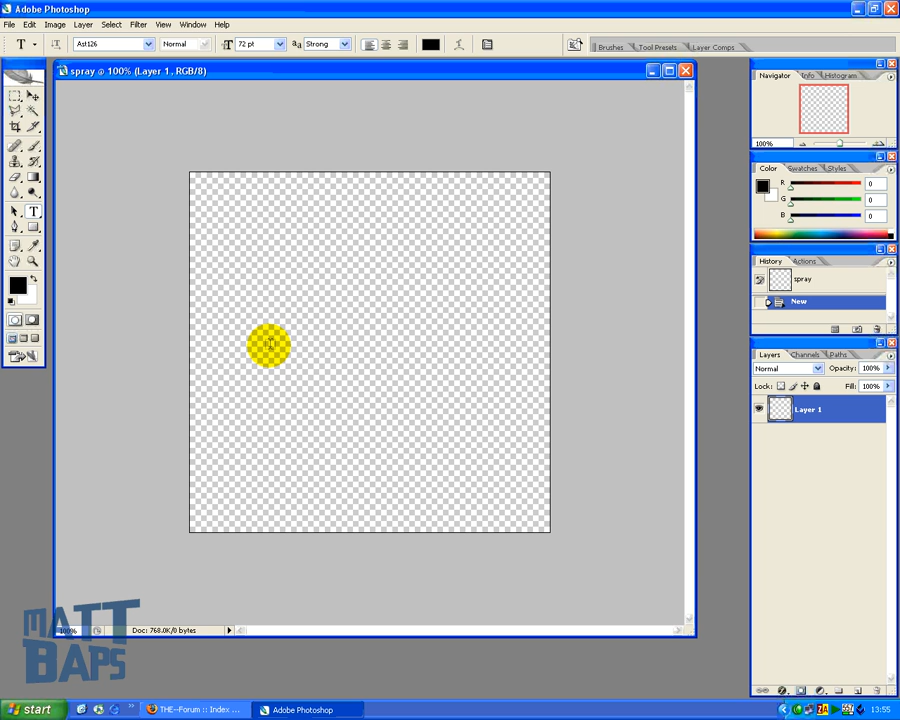 Adobe Photoshop
File Edit Image Layer Select Filter View Window Help
T T Ast126 Normal T 72 pt aa Strong Brushes Tool Presets Layer Comps
spray @ 100% (Layer 1, RGB/8)
Navigator Info Histogram
100%
Color Swatches Styles
R 0
G 0
B 0
History Actions
spray
New
Layers Channels Paths
Normal Opacity: 100%
Lock: Fill: 100%
Layer 1
T
MATT
BAPS
100% Doc: 768.0K/0 bytes
start THE--Forum :: Index ... Adobe Photoshop 13:55